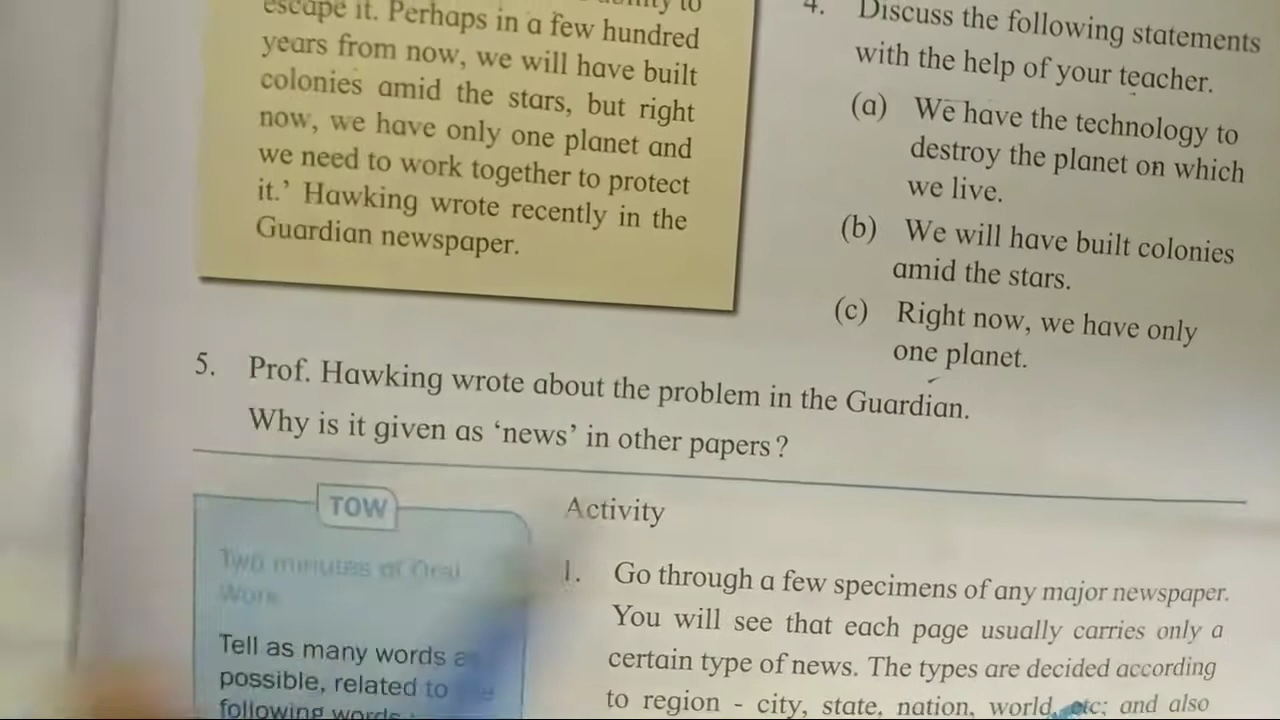 to
escape it. Perhaps in a few hundred
years from now, we will have built
colonies amid the stars, but right
now, we have only one planet and
we need to work together to protect
it.’ Hawking wrote recently in the
Guardian newspaper.
4. Discuss the following statements
with the help of your teacher.
(a) We have the technology to
destroy the planet on which
we live.
(b) We will have built colonies
amid the stars.
(c) Right now, we have only
one planet.
5. Prof. Hawking wrote about the problem in the Guardian.
Why is it given as ‘news’ in other papers?
TOW
Two minutes of Oral
Work
Tell as many words as
possible, related to
following words
Activity
1. Go through a few specimens of any major newspaper.
You will see that each page usually carries only a
certain type of news. The types are decided according
to region - city, state, nation, world, etc; and also